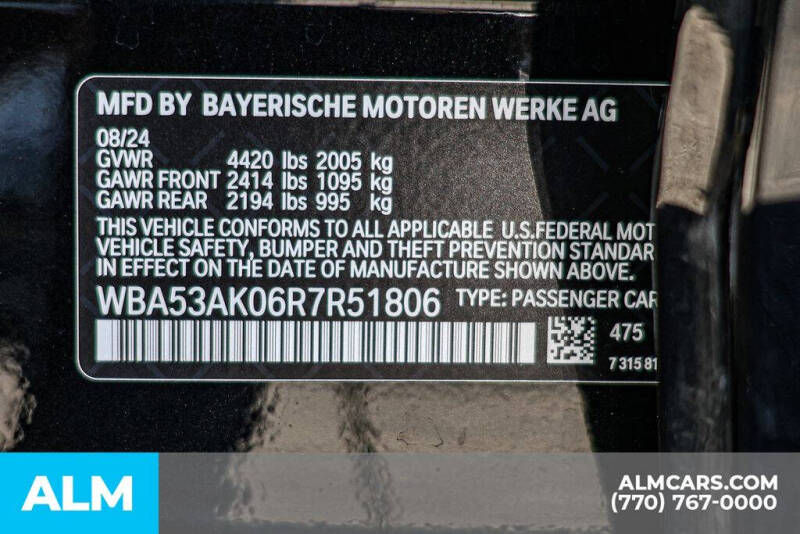 MFD BY BAYERISCHE MOTOREN WERKE AG
08/24
GVWR 4420 lbs 2005 kg
GAWR FRONT 2414 lbs 1095 kg
GAWR REAR 2194 lbs 995 kg
THIS VEHICLE CONFORMS TO ALL APPLICABLE U.S.FEDERAL MOT
VEHICLE SAFETY, BUMPER AND THEFT PREVENTION STANDAR
IN EFFECT ON THE DATE OF MANUFACTURE SHOWN ABOVE.
WBA53AK06R7R51806 TYPE: PASSENGER CAR
475
7 315 81
ALM
ALMCARS.COM
(770) 767-0000